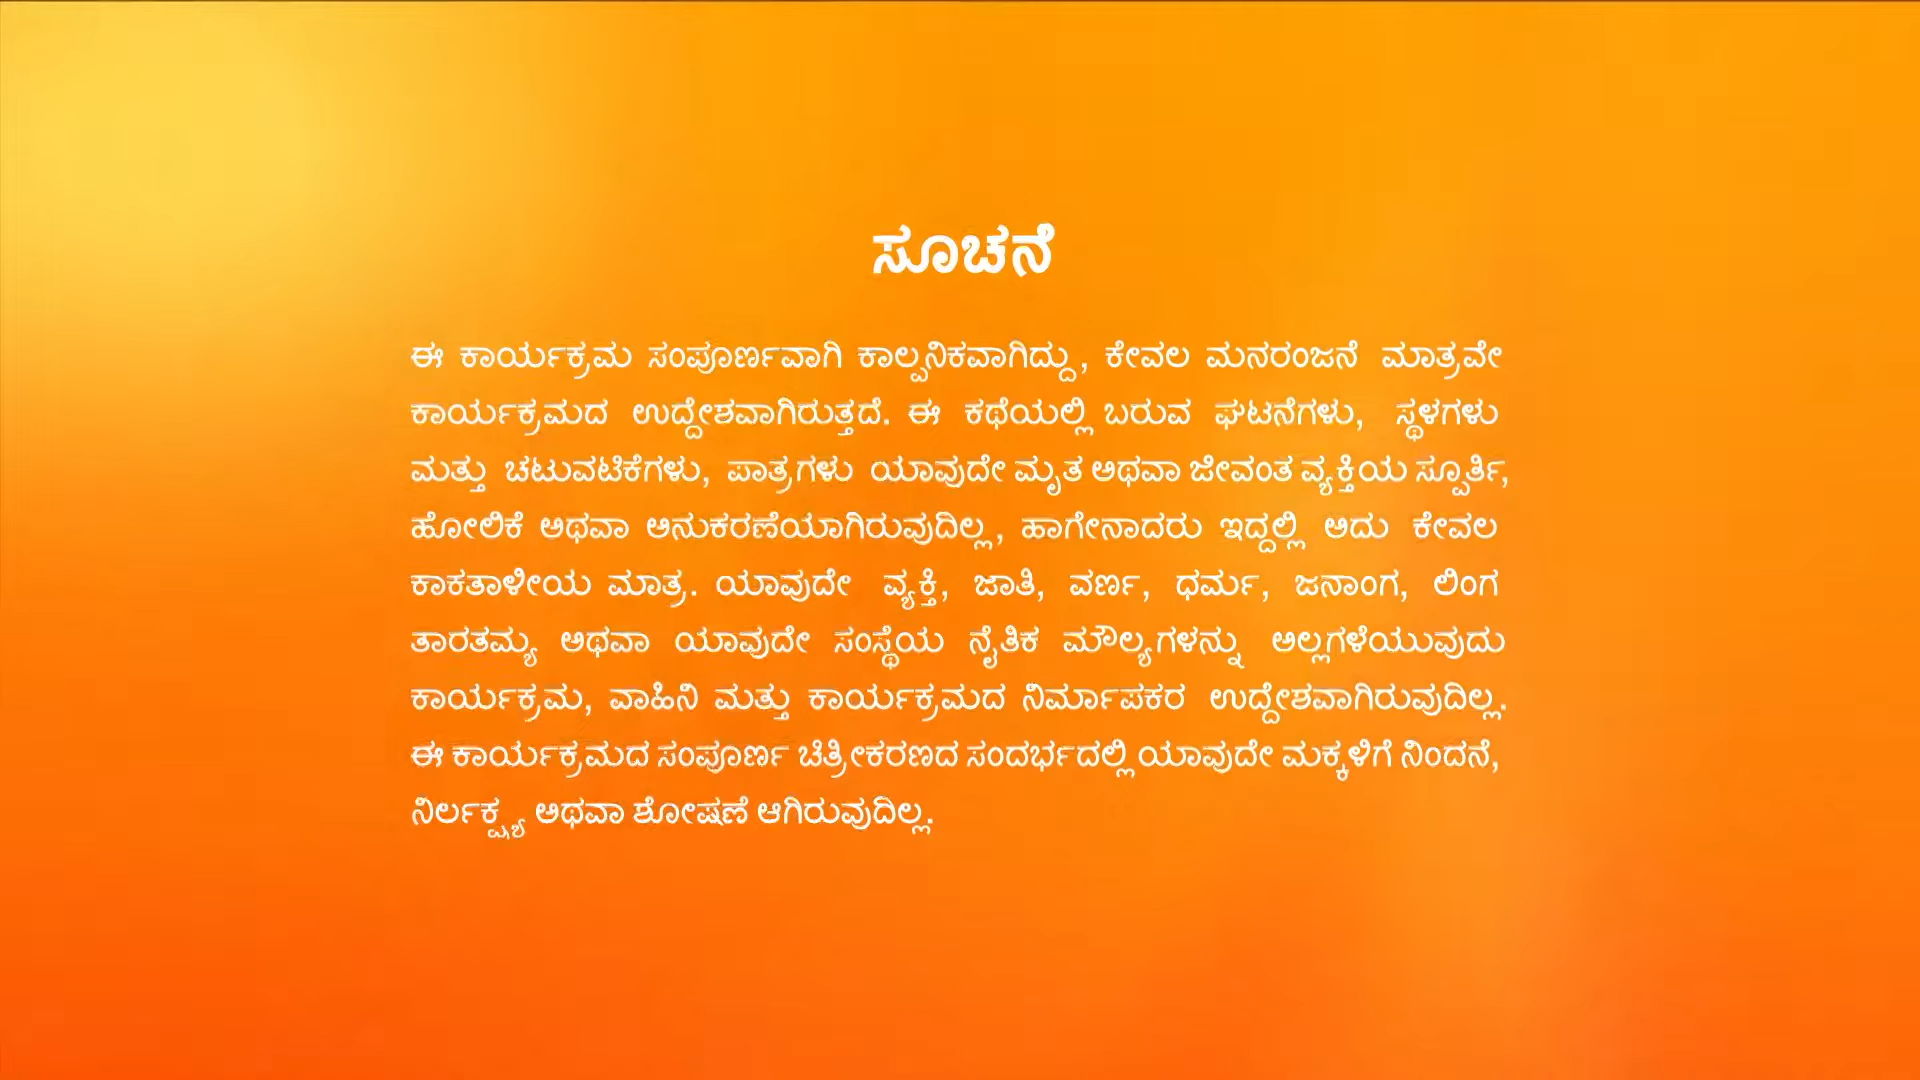 ಸೂಚನೆ
ಈ ಕಾರ್ಯಕ್ರಮ ಸಂಪೂರ್ಣವಾಗಿ ಕಾಲ್ಪನಿಕವಾಗಿದ್ದು, ಕೇವಲ ಮನರಂಜನೆ ಮಾತ್ರವೇ
ಕಾರ್ಯಕ್ರಮದ ಉದ್ದೇಶವಾಗಿರುತ್ತದೆ. ಈ ಕಥೆಯಲ್ಲಿ ಬರುವ ಘಟನೆಗಳು, ಸ್ಥಳಗಳು
ಮತ್ತು ಚಟುವಟಿಕೆಗಳು, ಪಾತ್ರಗಳು ಯಾವುದೇ ಮೃತ ಅಥವಾ ಜೀವಂತ ವ್ಯಕ್ತಿಯ ಸ್ಪೂರ್ತಿ,
ಹೋಲಿಕೆ ಅಥವಾ ಅನುಕರಣೆಯಾಗಿರುವುದಿಲ್ಲ, ಹಾಗೇನಾದರು ಇದ್ದಲ್ಲಿ ಅದು ಕೇವಲ
ಕಾಕತಾಳೀಯ ಮಾತ್ರ. ಯಾವುದೇ ವ್ಯಕ್ತಿ, ಜಾತಿ, ವರ್ಣ, ಧರ್ಮ, ಜನಾಂಗ, ಲಿಂಗ
ತಾರತಮ್ಯ ಅಥವಾ ಯಾವುದೇ ಸಂಸ್ಥೆಯ ನೈತಿಕ ಮೌಲ್ಯಗಳನ್ನು ಅಲ್ಲಗಳೆಯುವುದು
ಕಾರ್ಯಕ್ರಮ, ವಾಹಿನಿ ಮತ್ತು ಕಾರ್ಯಕ್ರಮದ ನಿರ್ಮಾಪಕರ ಉದ್ದೇಶವಾಗಿರುವುದಿಲ್ಲ.
ಈ ಕಾರ್ಯಕ್ರಮದ ಸಂಪೂರ್ಣ ಚಿತ್ರೀಕರಣದ ಸಂದರ್ಭದಲ್ಲಿ ಯಾವುದೇ ಮಕ್ಕಳಿಗೆ ನಿಂದನೆ,
ನಿರ್ಲಕ್ಷ್ಯ ಅಥವಾ ಶೋಷಣೆ ಆಗಿರುವುದಿಲ್ಲ.